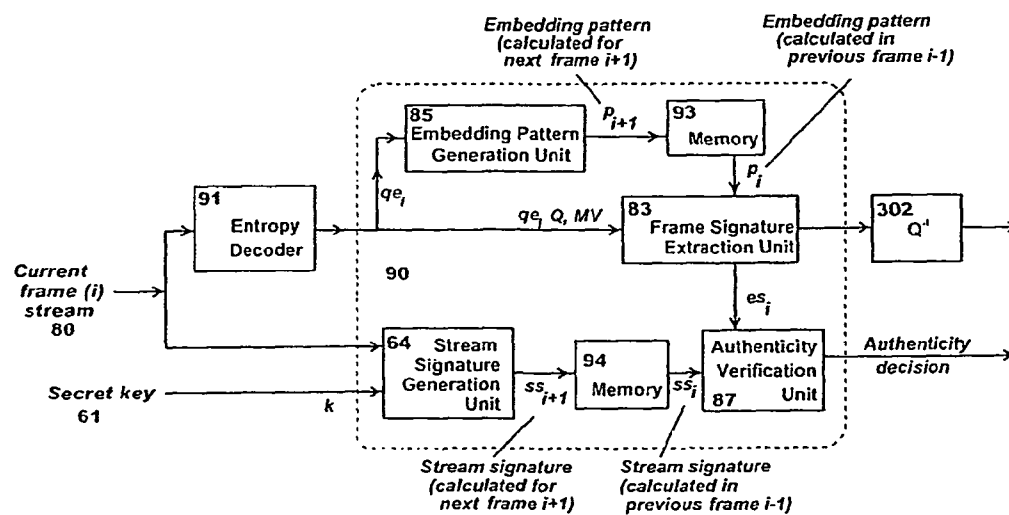 Embedding pattern
(calculated for
next frame i+1)
Embedding pattern
(calculated in
previous frame i-1)
85
Embedding Pattern
Generation Unit
p_{i+1}
93
Memory
p_i
qe_i
91
Entropy
Decoder
qe_i Q, MV
83
Frame Signature
Extraction Unit
302
Q^{-1}
90
Current
frame (i)
stream
80
es_i
64
Stream
Signature
Generation
Unit
ss_{i+1}
94
Memory
ss_i
Authenticity
Verification
Unit
87
Authenticity
decision
Secret key
61
k
Stream signature
(calculated for
next frame i+1)
Stream signature
(calculated in
previous frame i-1)